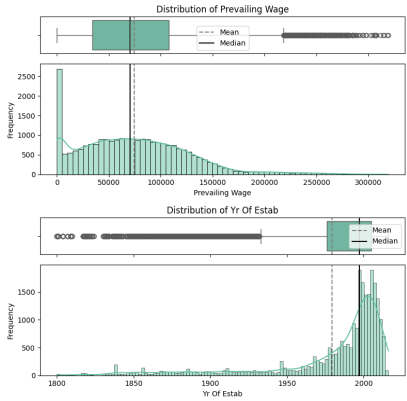 Distribution of Prevailing Wage
Mean
Median
2500
2000
1500
1000
500
0
Frequency
0 50000 100000 150000 200000 250000 300000
Prevailing Wage
Distribution of Yr Of Estab
Mean
Median
1500
1000
500
0
Frequency
1800 1850 1900 1950 2000
Yr Of Estab